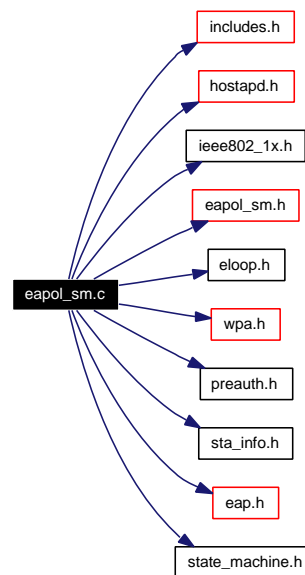 includes.h
hostapd.h
ieee802_1x.h
eapol_sm.h
eloop.h
eapol_sm.c
wpa.h
preauth.h
sta_info.h
eap.h
state_machine.h